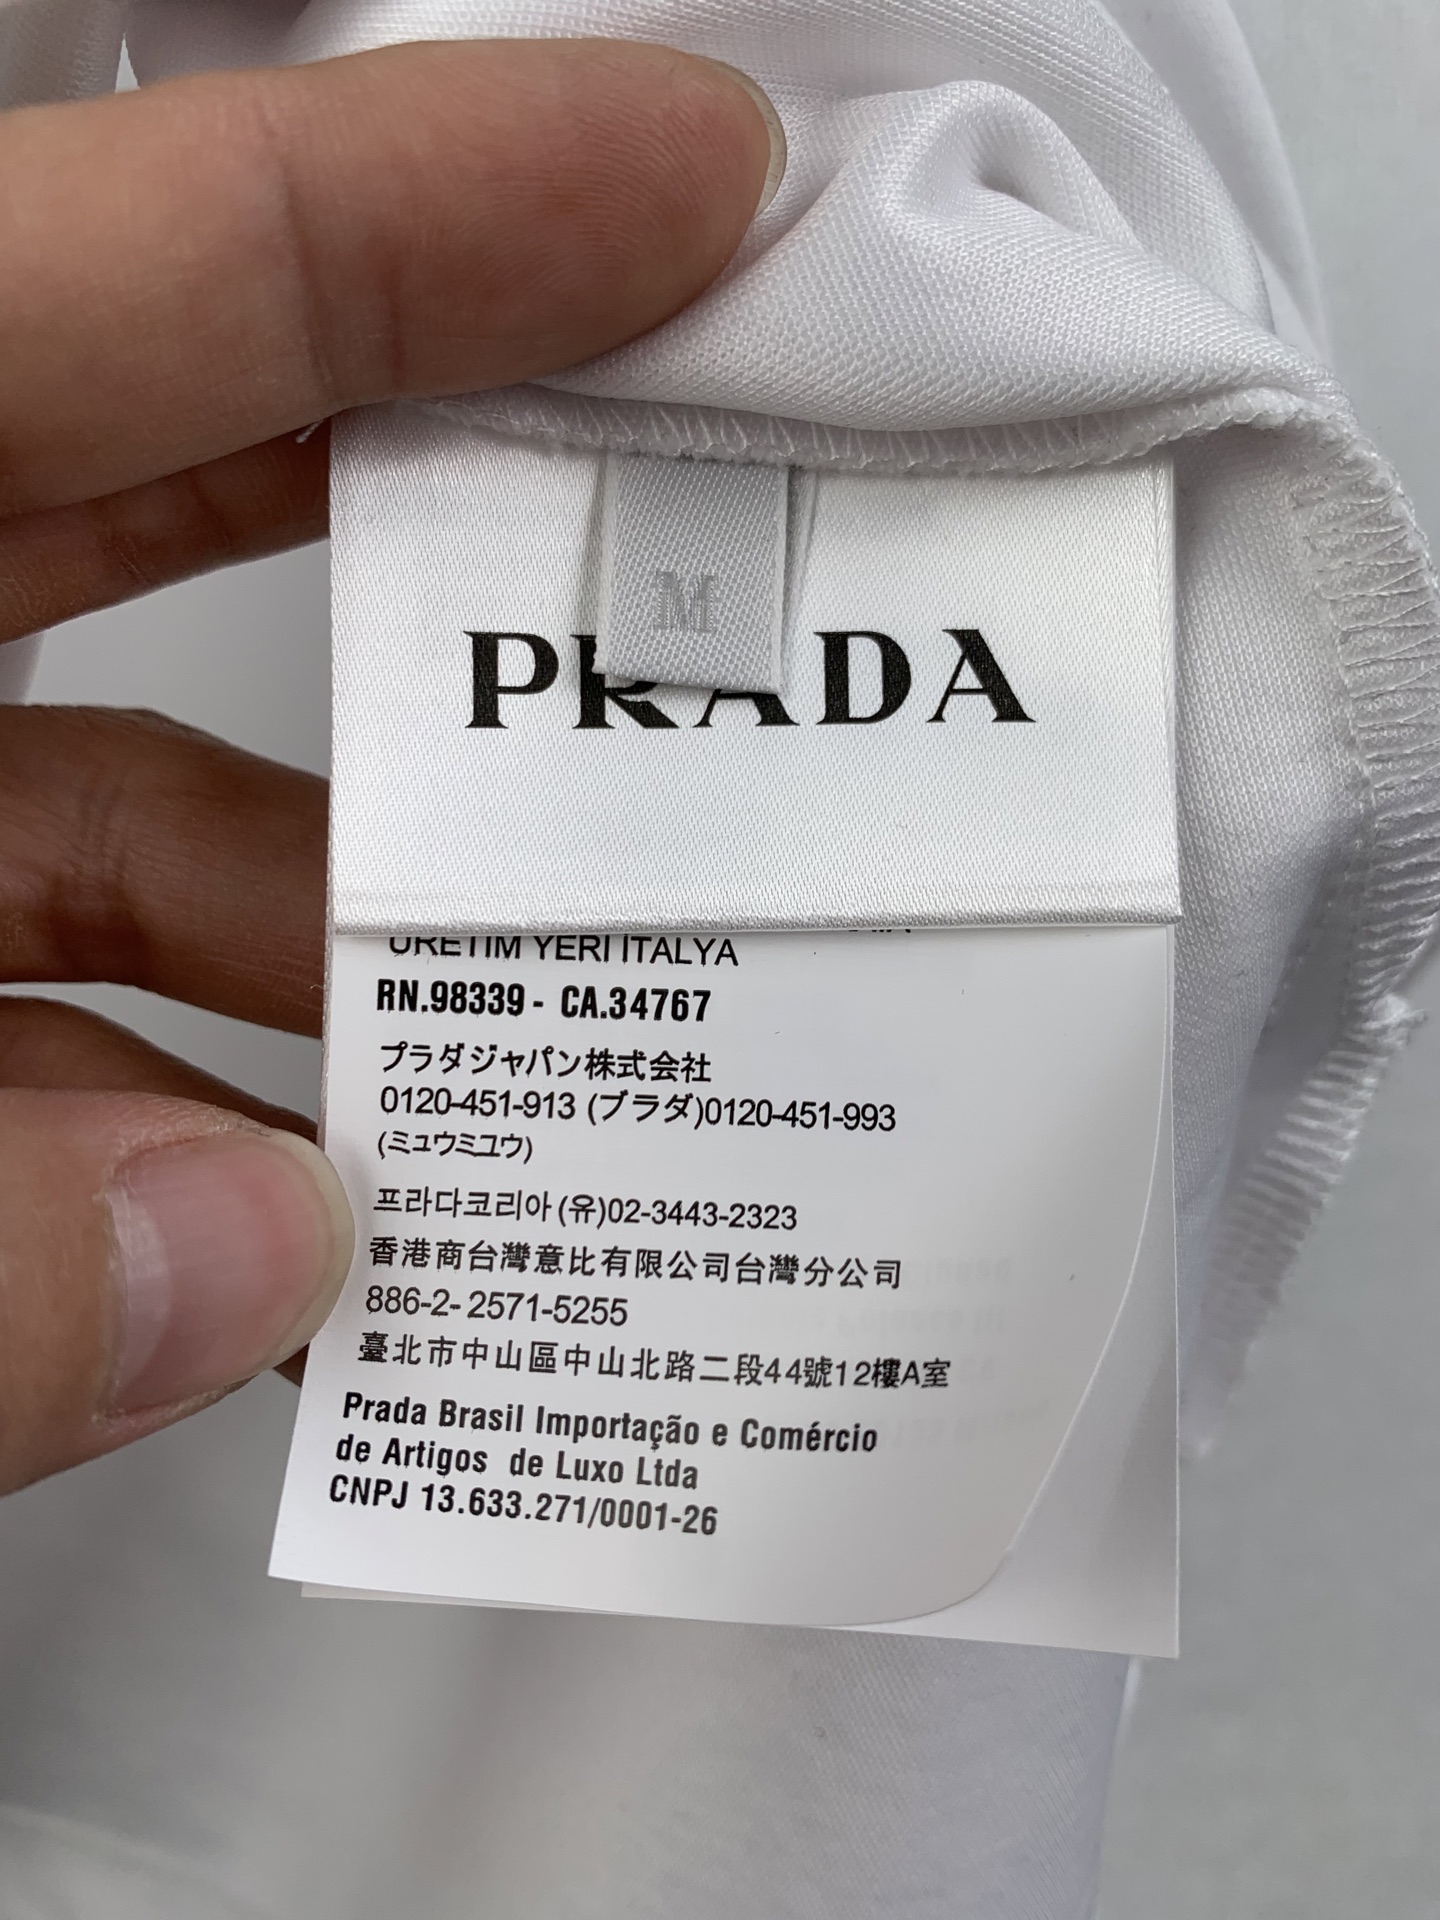 M
PRADA
ÜRETIM YERI İTALYA
RN.98339 - CA.34767
プラダジャパン株式会社
0120-451-913 (ブラダ)0120-451-993
(ミュウミユウ)
프라다코리아(유)02-3443-2323
香港商台灣意比有限公司台灣分公司
886-2-2571-5255
臺北市中山區中山北路二段44號12樓A室
Prada Brasil Importação e Comércio
de Artigos de Luxo Ltda
CNPJ 13.633.271/0001-26